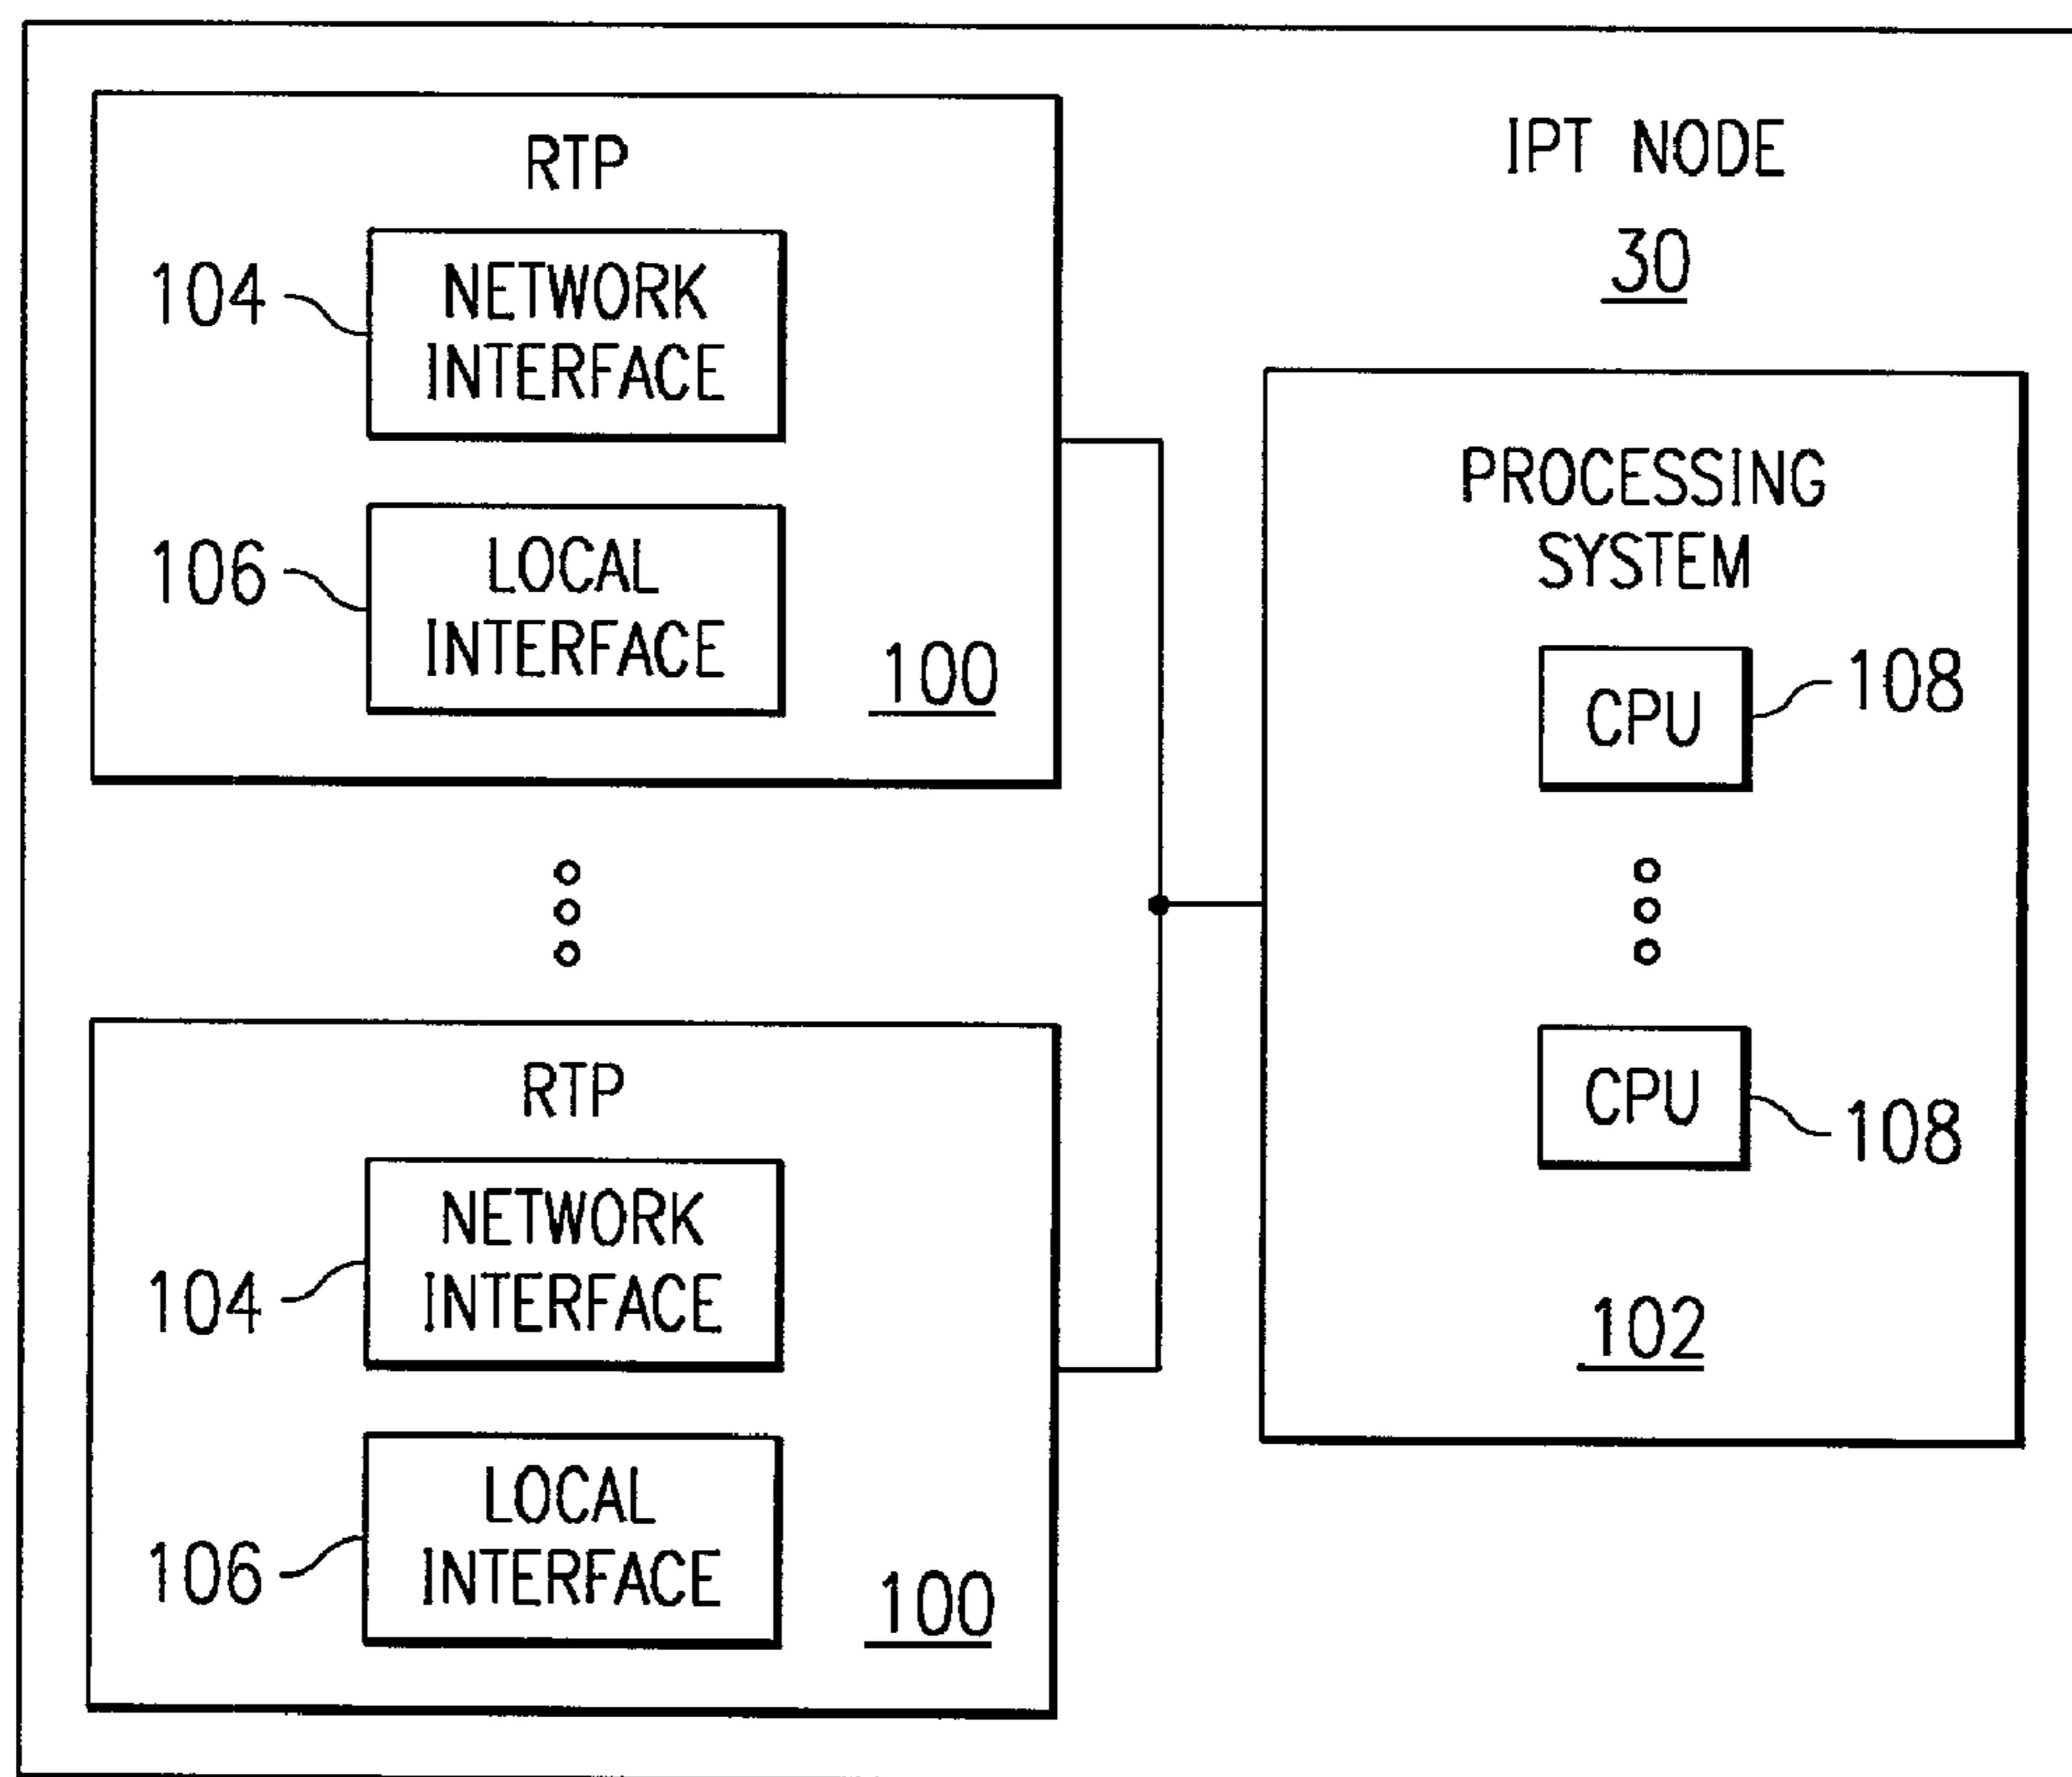 RTP
104
NETWORK
INTERFACE
106
LOCAL
INTERFACE
100
IPT NODE
30
PROCESSING
SYSTEM
CPU
108
CPU
108
102
RTP
104
NETWORK
INTERFACE
106
LOCAL
INTERFACE
100